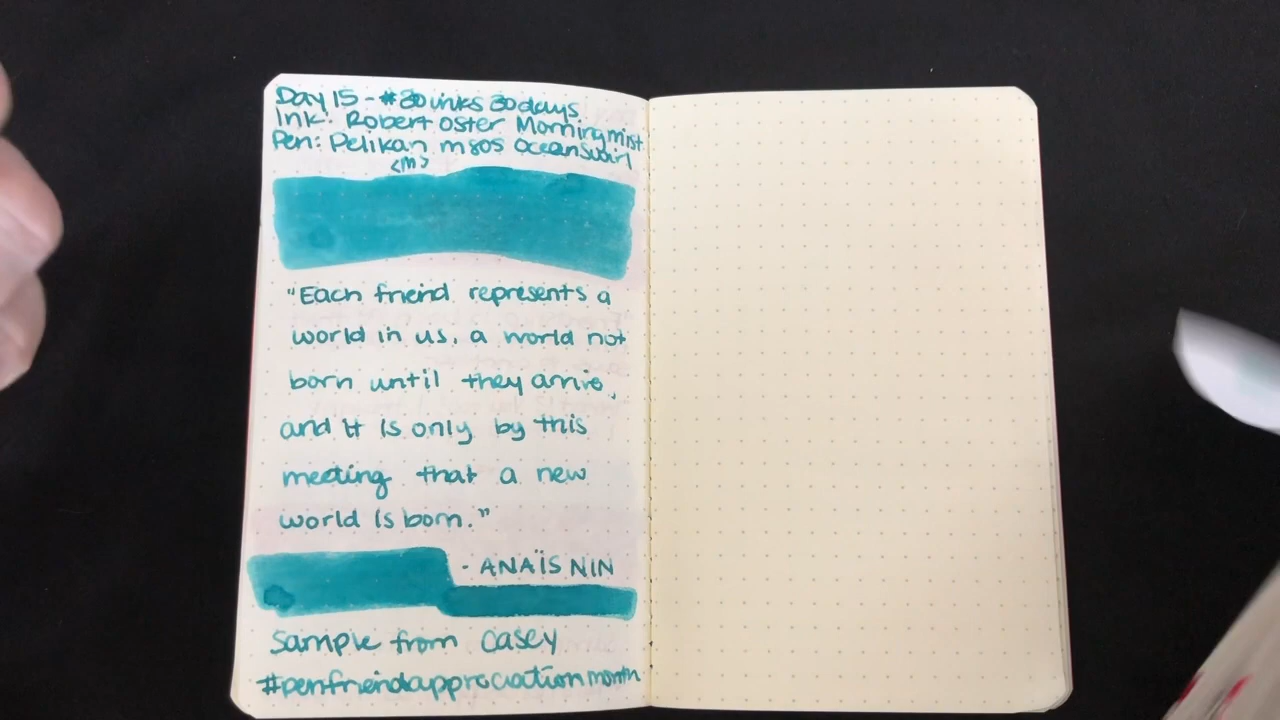 Day 15 - #30inks30days
Ink: Robert Oster Morningmist
Pen: Pelikan m805 Oceanswirl
<m>
"Each friend represents a
world in us, a world not
born until they arrive,
and it is only by this
meeting that a new
world is born."
- ANAÏS NIN
Sample from Casey
#penfriendappreciationmonth